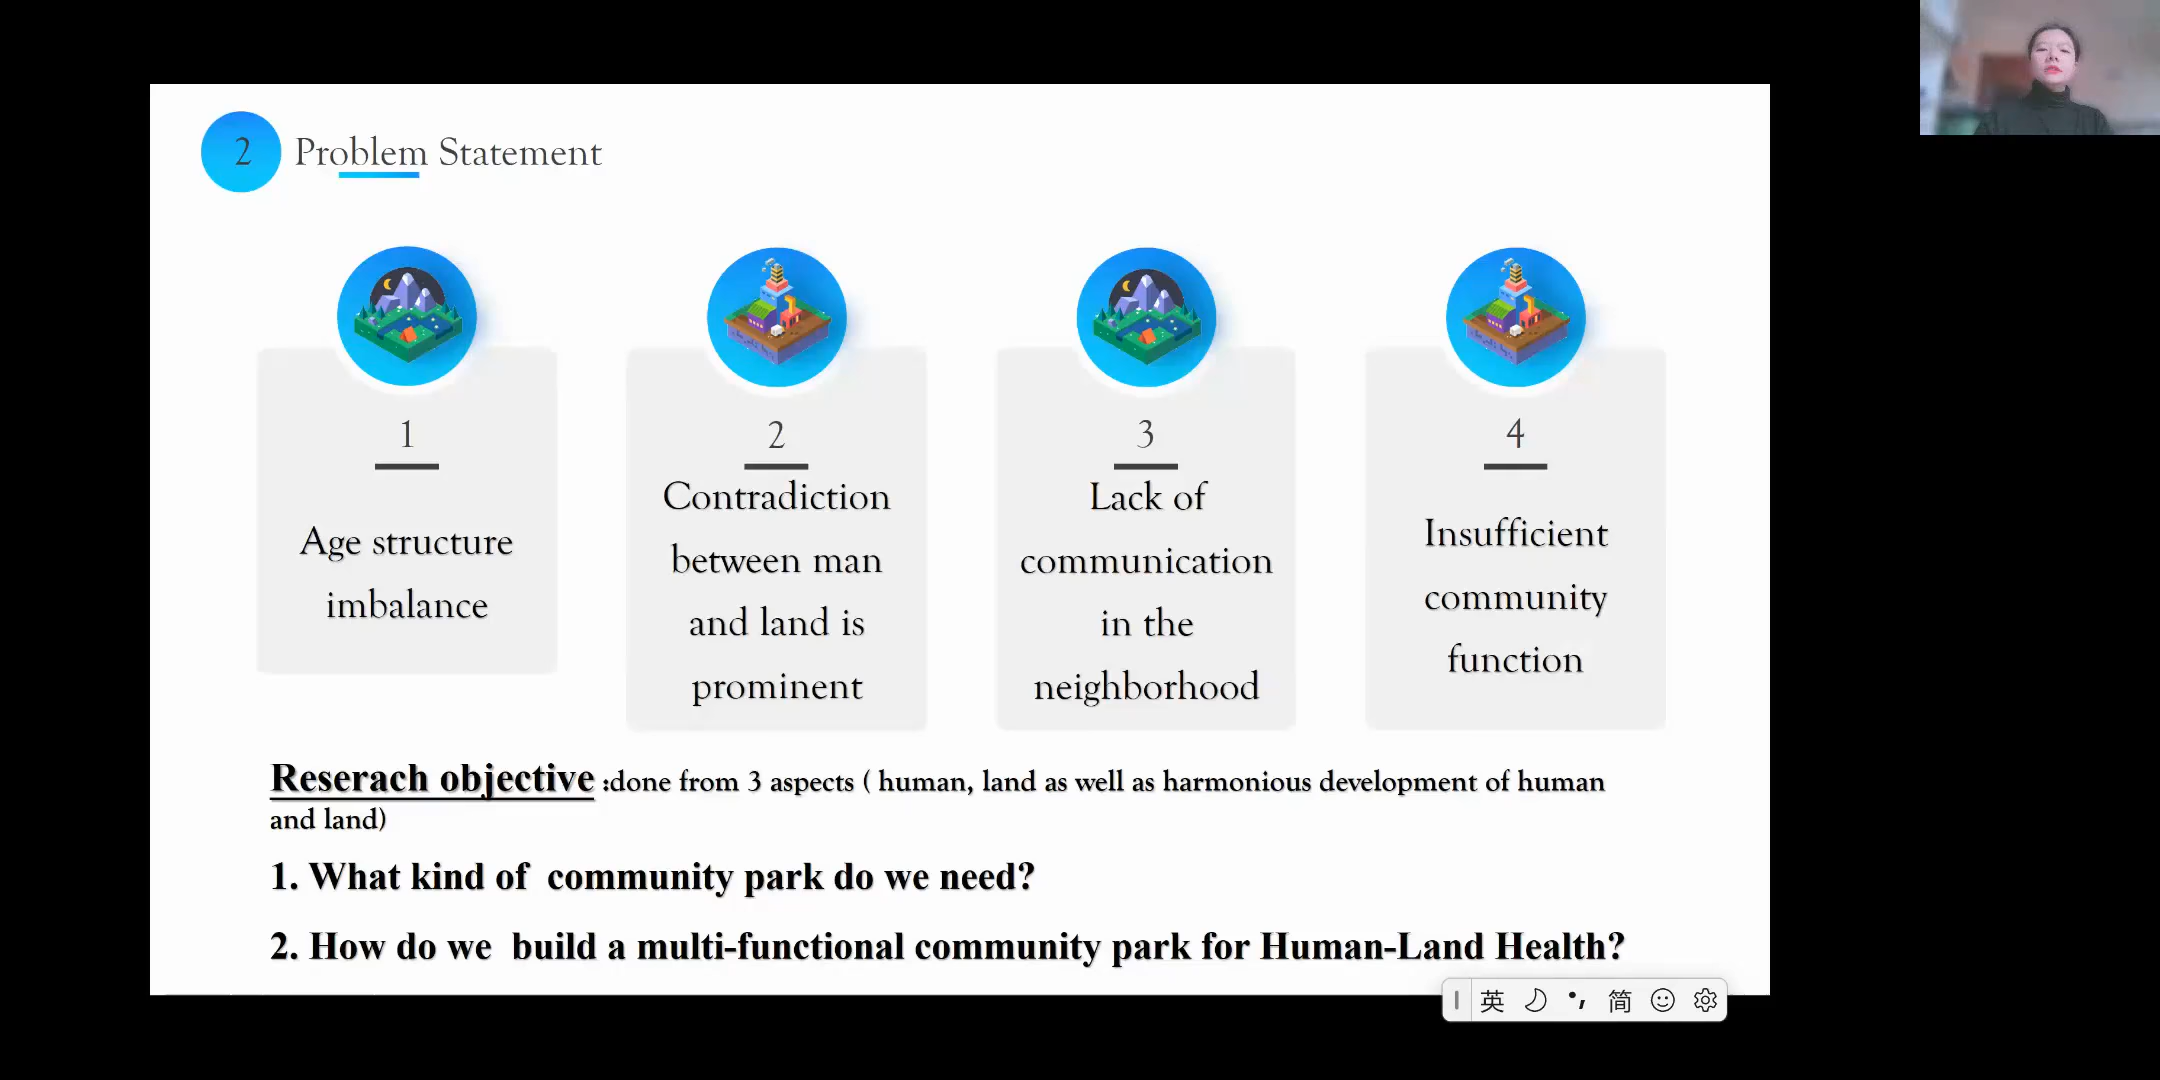 2 Problem Statement
1
Age structure
imbalance
2
Contradiction
between man
and land is
prominent
3
Lack of
communication
in the
neighborhood
4
Insufficient
community
function
Reserach objective :done from 3 aspects ( human, land as well as harmonious development of human
and land)
1. What kind of  community park do we need?
2. How do we  build a multi-functional community park for Human-Land Health?
英 简